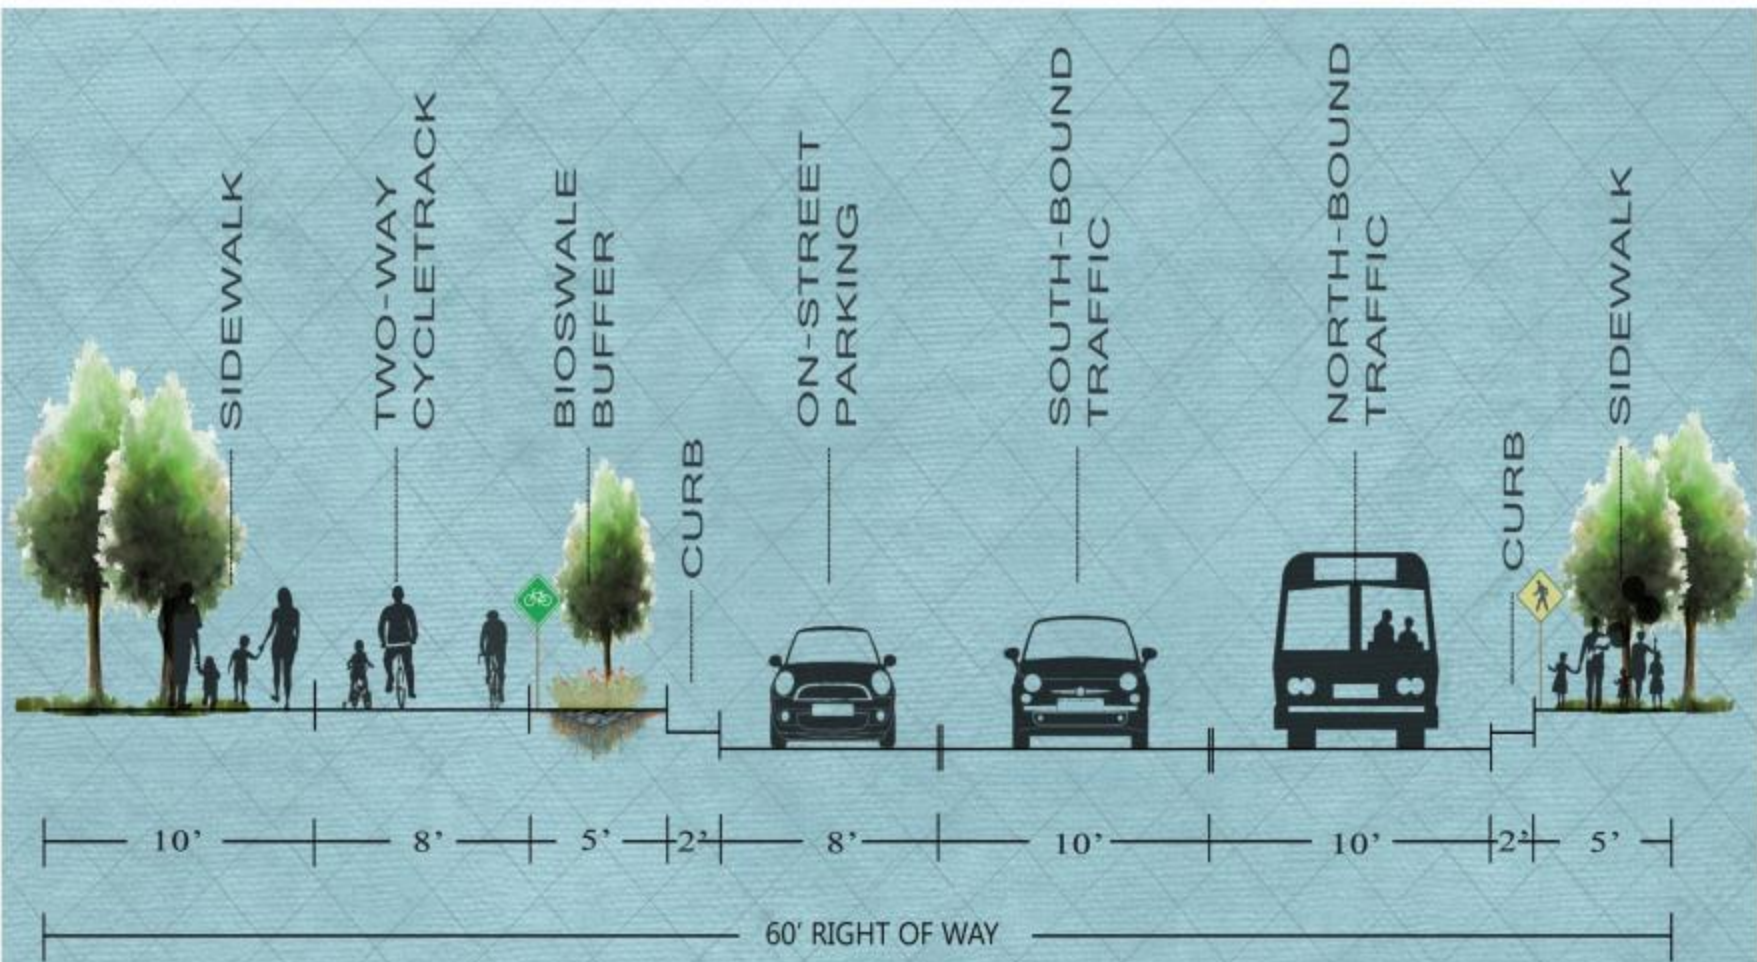 SIDEWALK
TWO-WAY
CYCLETRACK
BIOSWALE
BUFFER
CURB
ON-STREET
PARKING
SOUTH-BOUND
TRAFFIC
NORTH-BOUND
TRAFFIC
CURB
SIDEWALK
10’
8’
5’
2’
8’
10’
10’
2’
5’
60' RIGHT OF WAY